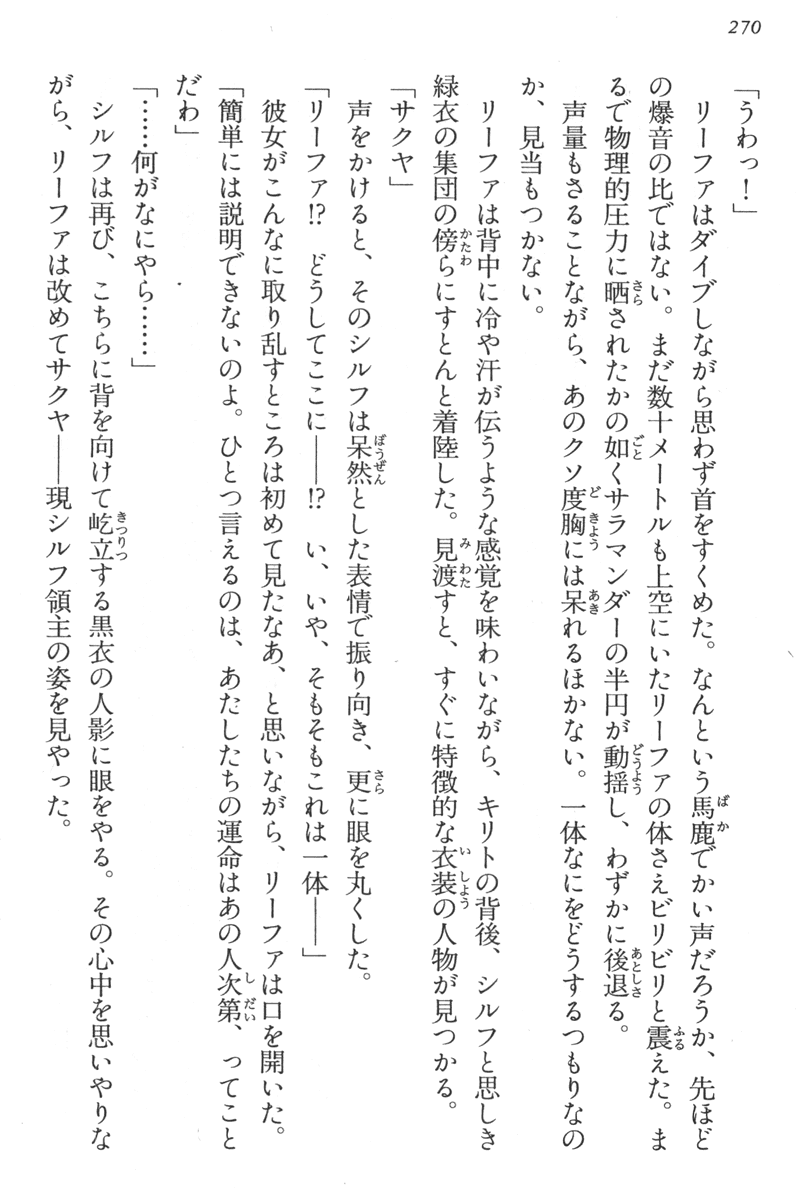 270
「うわっ！」
　リーファはダイブしながら思わず首をすくめた。なんという馬鹿でかい声だろうか、先ほど
の爆音の比ではない。まだ数十メートルも上空にいたリーファの体さえビリビリと震えた。ま
るで物理的圧力に晒されたかの如くサラマンダーの半円が動揺し、わずかに後退る。
　声量もさることながら、あのクソ度胸には呆れるほかない。一体なにをどうするつもりなの
か、見当もつかない。
　リーファは背中に冷や汗が伝うような感覚を味わいながら、キリトの背後、シルフと思しき
緑衣の集団の傍らにすとんと着陸した。見渡すと、すぐに特徴的な衣装の人物が見つかる。
「サクヤ」
　声をかけると、そのシルフは呆然とした表情で振り向き、更に眼を丸くした。
「リーファ!?　どうしてここに――!?　い、いや、そもそもこれは一体――」
　彼女がこんなに取り乱すところは初めて見たなあ、と思いながら、リーファは口を開いた。
「簡単には説明できないのよ。ひとつ言えるのは、あたしたちの運命はあの人次第、ってこと
だわ」
「……何がなにやら……」
　シルフは再び、こちらに背を向けて屹立する黒衣の人影に眼をやる。その心中を思いやりな
がら、リーファは改めてサクヤ――現シルフ領主の姿を見やった。